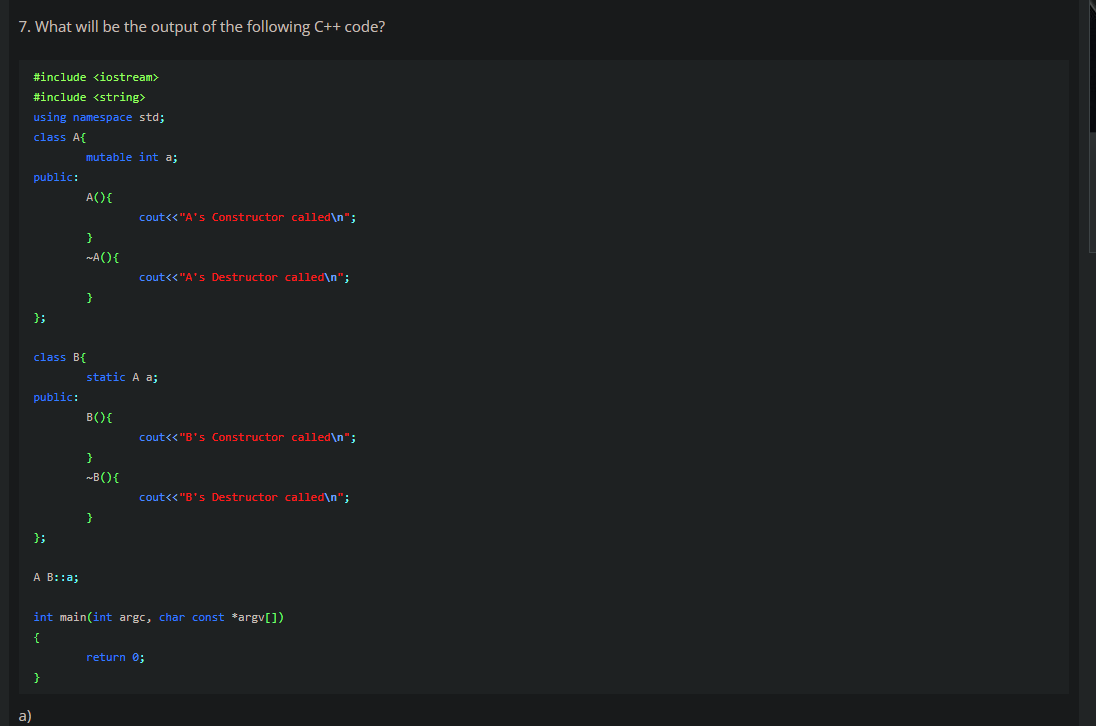 7. What will be the output of the following C++ code?
#include <iostream>
#include <string>
using namespace std;
class A{
mutable int a;
public:
A(){
cout<<"A's Constructor called\n";
}
~A(){
cout<<"A's Destructor called\n";
}
};
class B{
static A a;
public:
B(){
cout<<"B's Constructor called\n";
}
~B(){
cout<<"B's Destructor called\n";
}
};
A B::a;
int main(int argc, char const *argv[])
{
return 0;
}
a)